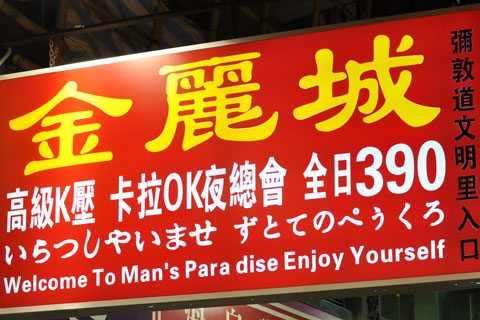 金麗城
高級K壓 卡拉OK夜總會 全日390
いらつしやいませ ずとてのぺうくろ
Welcome To Man's Para dise Enjoy Yourself
彌敦道文明里入口